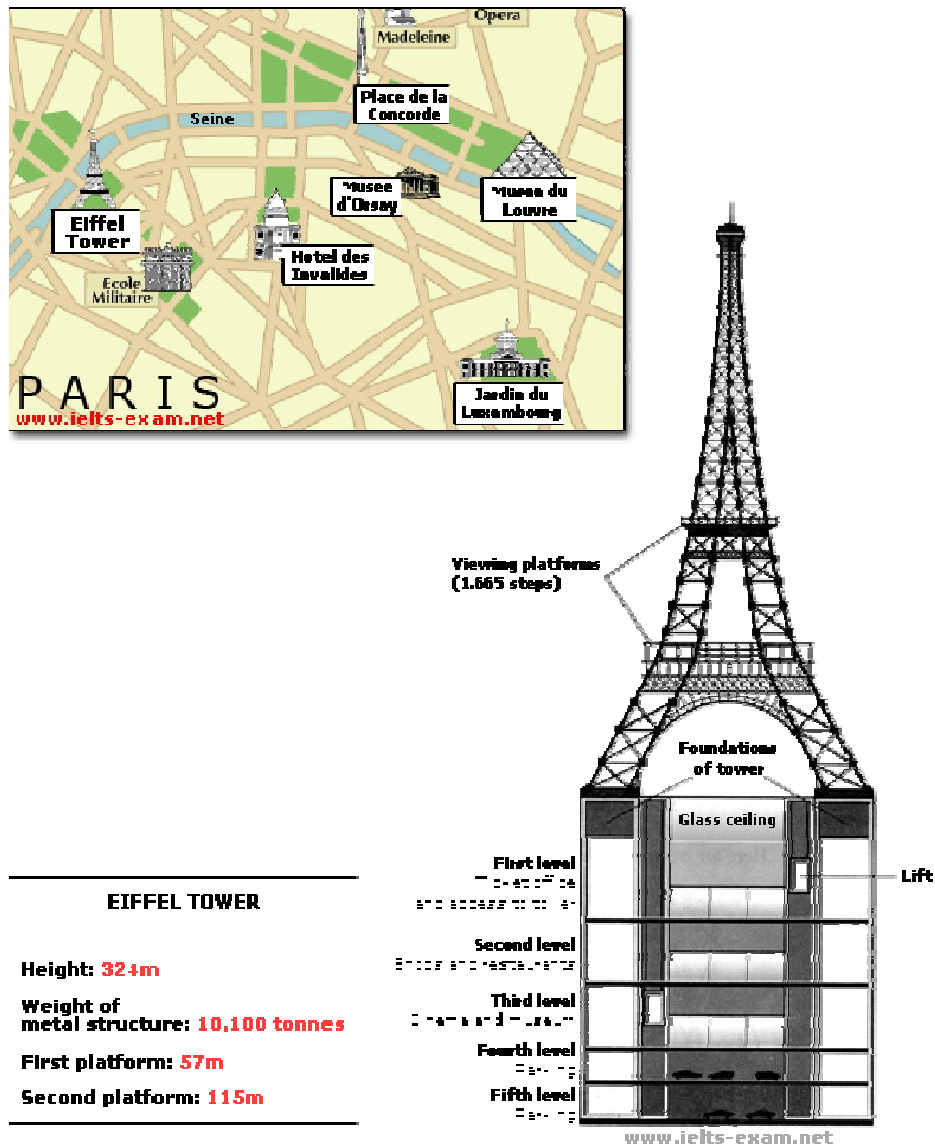 Opera
Madeleine
Place de la
Concorde
Seine
Musee
d'Orsay
Musee du
Louvre
Eiffel
Tower
Hotel des
Invalides
Ecole
Militaire
Jardin du
Luxembourg
PARIS
www.ielts-exam.net
Viewing platforms
(1.665 steps)
Foundations
of tower
Glass ceiling
Lift
First level
Second level
Third level
Fourth level
Fifth level
EIFFEL TOWER
Height: 324m
Weight of
metal structure: 10,100 tonnes
First platform: 57m
Second platform: 115m
www.ielts-exam.net